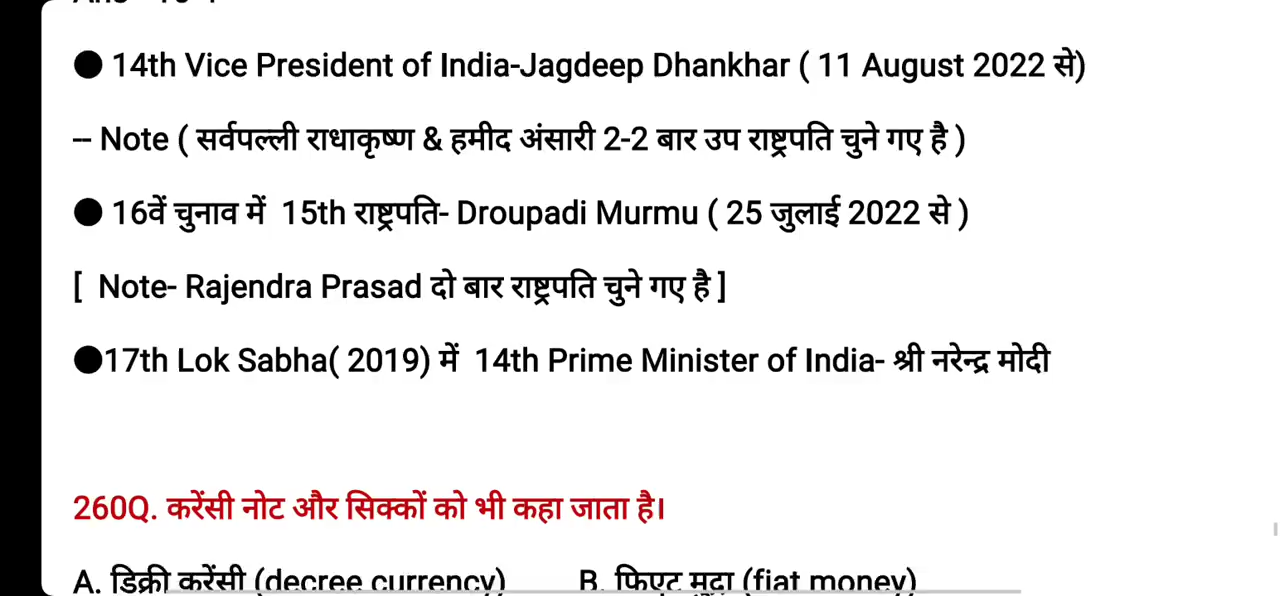 ● 14th Vice President of India-Jagdeep Dhankhar ( 11 August 2022 से)
-- Note ( सर्वपल्ली राधाकृष्ण & हमीद अंसारी 2-2 बार उप राष्ट्रपति चुने गए है )
● 16वें चुनाव में 15th राष्ट्रपति- Droupadi Murmu ( 25 जुलाई 2022 से )
[ Note- Rajendra Prasad दो बार राष्ट्रपति चुने गए है ]
●17th Lok Sabha( 2019) में 14th Prime Minister of India- श्री नरेन्द्र मोदी
260Q. करेंसी नोट और सिक्कों को भी कहा जाता है।
A. डिक्री करेंसी (decree currency) B. फिएट मुद्रा (fiat money)